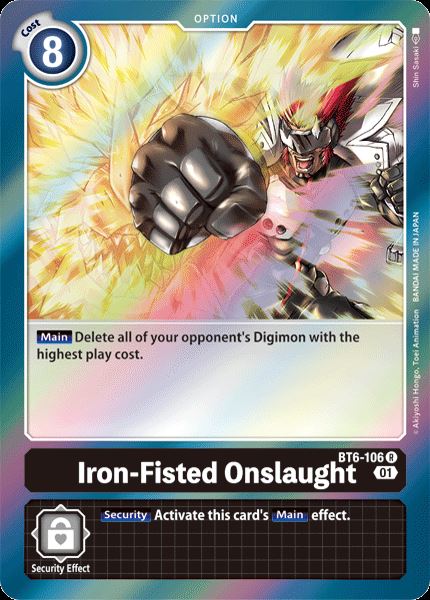 OPTION
Cost
8
Shin Sasaki
© Akiyoshi Hongo, Toei Animation BANDAI MADE IN JAPAN
Main Delete all of your opponent's Digimon with the
highest play cost.
BT6-106 R
Iron-Fisted Onslaught 01
Security Activate this card's Main effect.
Security Effect